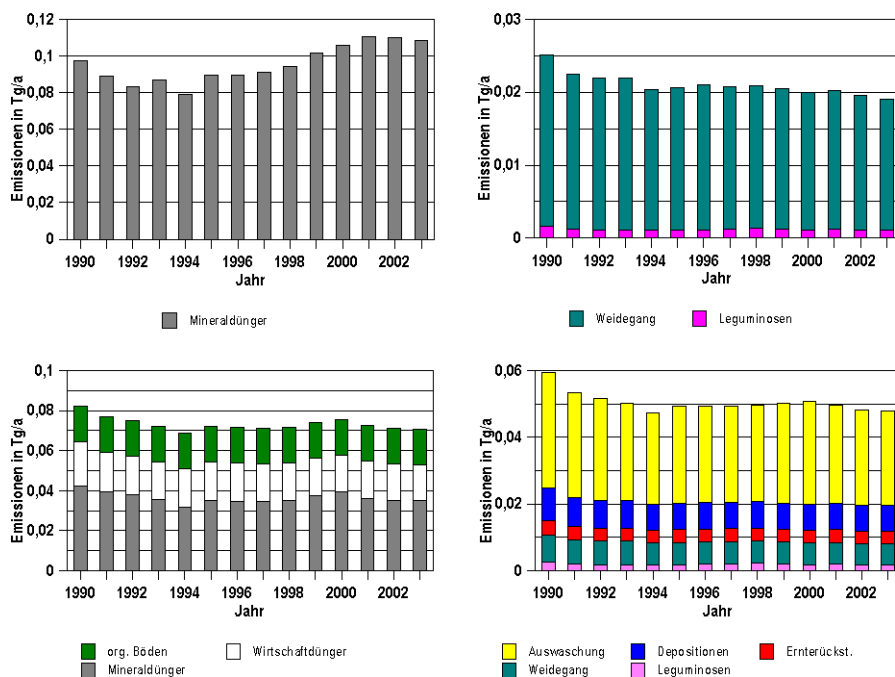 Emissionen in Tg/a
0,12
0,1
0,08
0,06
0,04
0,02
0
1990 1992 1994 1996 1998 2000 2002
Jahr
Mineraldünger
Emissionen in Tg/a
0,03
0,02
0,01
0
1990 1992 1994 1996 1998 2000 2002
Jahr
Weidegang Leguminosen
Emissionen in Tg/a
0,1
0,08
0,06
0,04
0,02
0
1990 1992 1994 1996 1998 2000 2002
Jahr
org. Böden Wirtschaftdünger
Mineraldünger
Emissionen in Tg/a
0,06
0,04
0,02
0
1990 1992 1994 1996 1998 2000 2002
Jahr
Auswaschung Depositionen Ernterückst.
Weidegang Leguminosen